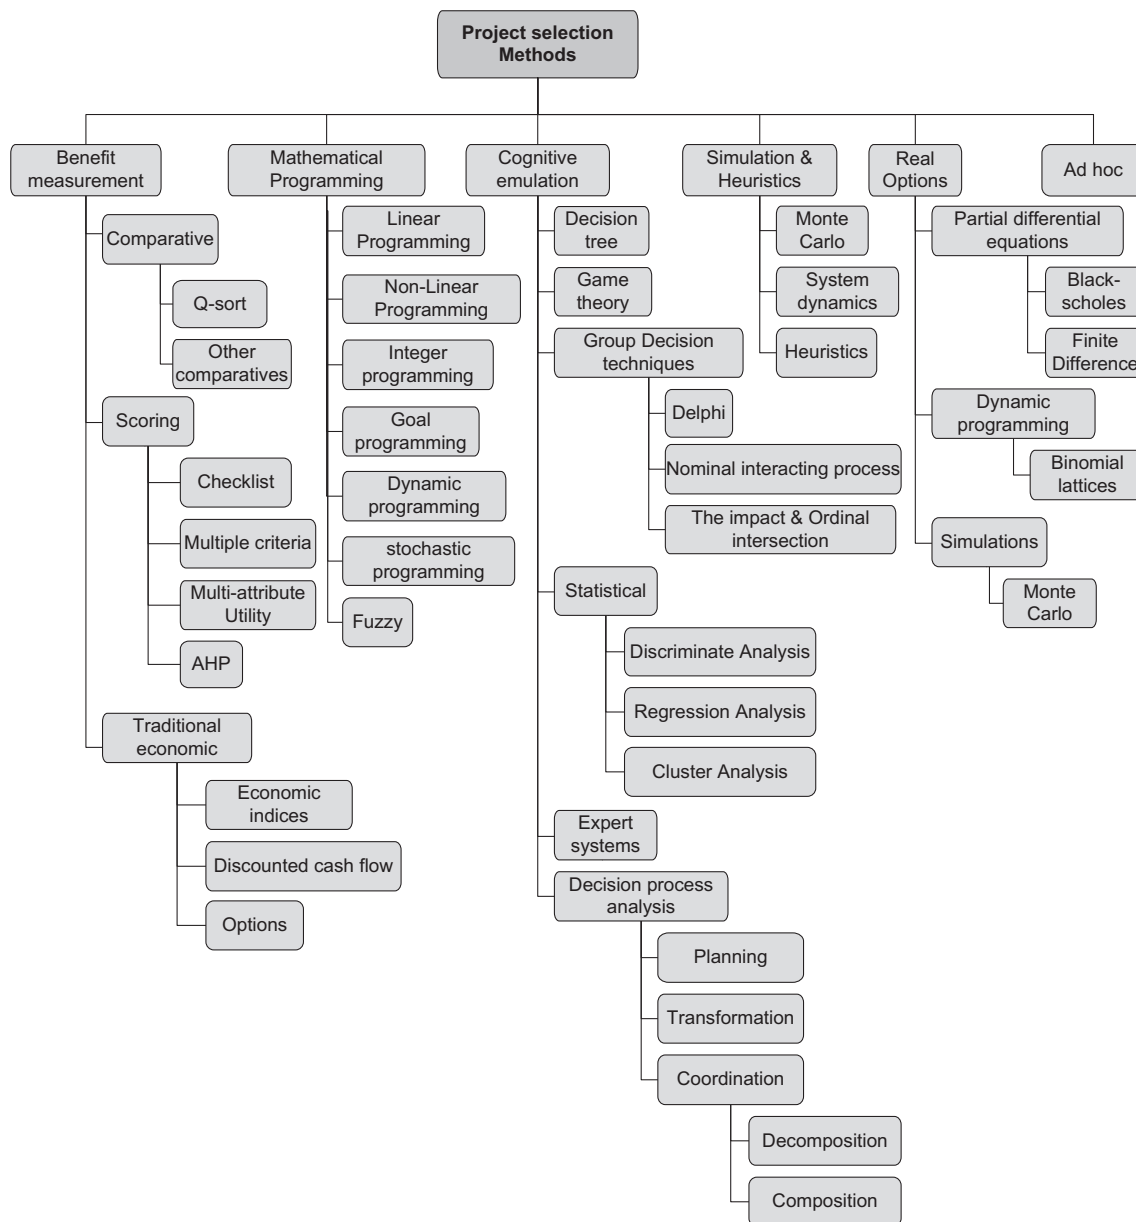 Project selection
Methods
Benefit
measurement
Mathematical
Programming
Cognitive
emulation
Simulation &
Heuristics
Real
Options
Ad hoc
Comparative
Q-sort
Other
comparatives
Scoring
Checklist
Multiple criteria
Multi-attribute
Utility
AHP
Traditional
economic
Economic
indices
Discounted cash flow
Options
Linear
Programming
Non-Linear
Programming
Integer
programming
Goal
programming
Dynamic
programming
stochastic
programming
Fuzzy
Decision
tree
Game
theory
Group Decision
techniques
Delphi
Nominal interacting process
The impact & Ordinal
intersection
Statistical
Discriminate Analysis
Regression Analysis
Cluster Analysis
Expert
systems
Decision process
analysis
Planning
Transformation
Coordination
Decomposition
Composition
Monte
Carlo
System
dynamics
Heuristics
Partial differential
equations
Black-
scholes
Finite
Difference
Dynamic
programming
Binomial
lattices
Simulations
Monte
Carlo